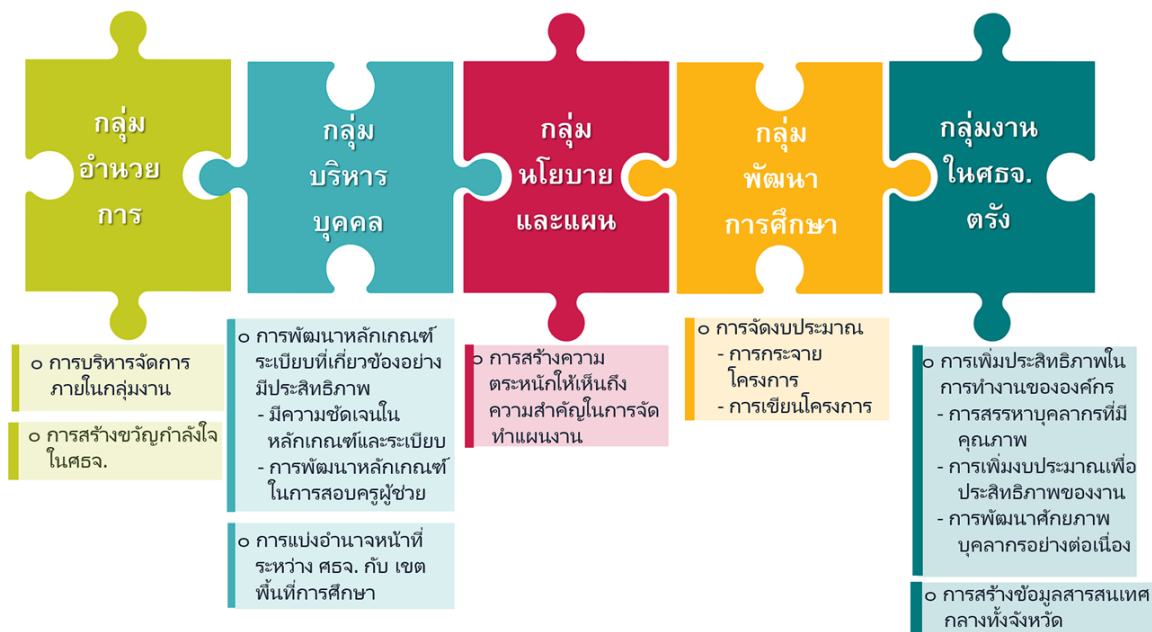 กลุ่ม
อำนวย
การ
กลุ่ม
บริหาร
บุคคล
กลุ่ม
นโยบาย
และแผน
กลุ่ม
พัฒนา
การศึกษา
กลุ่มงาน
ในศธจ.
ตรัง
o การบริหารจัดการ
ภายในกลุ่มงาน
o การสร้างขวัญกำลังใจ
ในศธจ.
o การพัฒนาหลักเกณฑ์
ระเบียบที่เกี่ยวข้องอย่าง
มีประสิทธิภาพ
- มีความชัดเจนใน
หลักเกณฑ์และระเบียบ
- การพัฒนาหลักเกณฑ์
ในการสอบครูผู้ช่วย
o การแบ่งอำนาจหน้าที่
ระหว่าง ศธจ. กับ เขต
พื้นที่การศึกษา
o การสร้างความ
ตระหนักให้เห็นถึง
ความสำคัญในการจัด
ทำแผนงาน
o การจัดงบประมาณ
- การกระจาย
โครงการ
- การเขียนโครงการ
o การเพิ่มประสิทธิภาพใน
การทำงานขององค์กร
- การสรรหาบุคลากรที่มี
คุณภาพ
- การเพิ่มงบประมาณเพื่อ
ประสิทธิภาพของงาน
- การพัฒนาศักยภาพ
บุคลากรอย่างต่อเนื่อง
o การสร้างข้อมูลสารสนเทศ
กลางทั้งจังหวัด